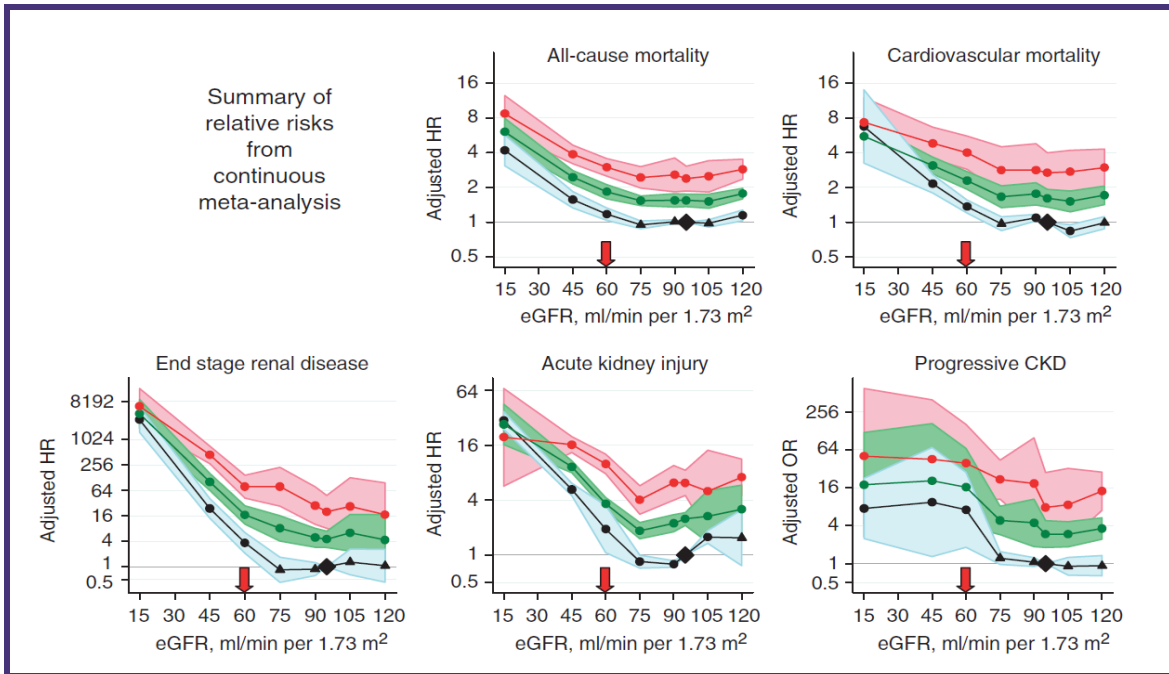 Summary of
relative risks
from
continuous
meta-analysis
All-cause mortality
Adjusted HR
16
8
4
2
1
0.5
15 30 45 60 75 90 105 120
eGFR, ml/min per 1.73 m²
Cardiovascular mortality
Adjusted HR
16
8
4
2
1
0.5
15 30 45 60 75 90 105 120
eGFR, ml/min per 1.73 m²
End stage renal disease
Adjusted HR
8192
1024
256
64
16
4
1
0.5
15 30 45 60 75 90 105 120
eGFR, ml/min per 1.73 m²
Acute kidney injury
Adjusted HR
64
16
4
1
0.5
15 30 45 60 75 90 105 120
eGFR, ml/min per 1.73 m²
Progressive CKD
Adjusted OR
256
64
16
4
1
0.5
15 30 45 60 75 90 105 120
eGFR, ml/min per 1.73 m²